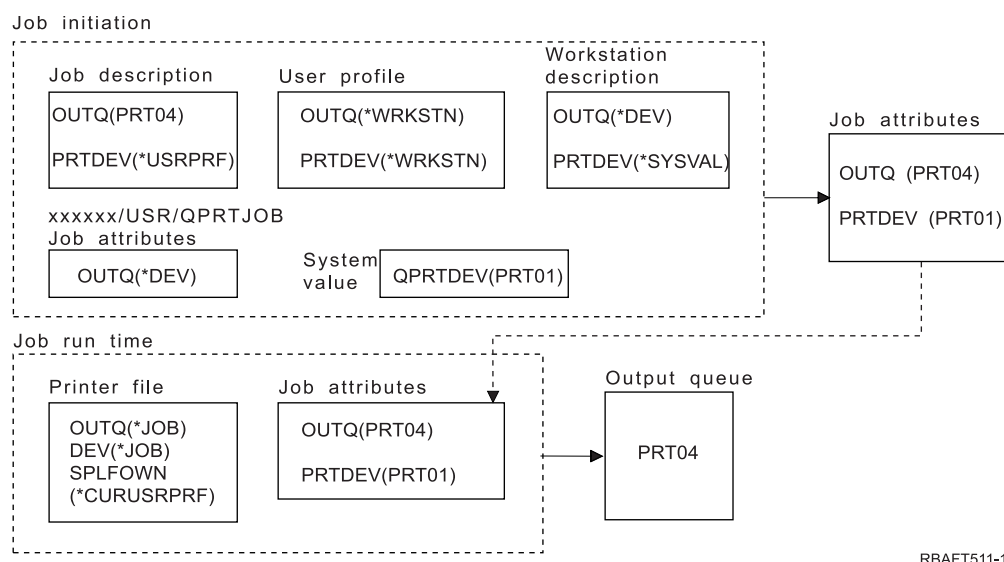 Job initiation
Job description
OUTQ(PRT04)
PRTDEV(*USRPRF)
User profile
OUTQ(*WRKSTN)
PRTDEV(*WRKSTN)
Workstation
description
OUTQ(*DEV)
PRTDEV(*SYSVAL)
Job attributes
OUTQ (PRT04)
PRTDEV (PRT01)
xxxxxx/USR/QPRTJOB
Job attributes
OUTQ(*DEV)
System
value
QPRTDEV(PRT01)
Job run time
Printer file
OUTQ(*JOB)
DEV(*JOB)
SPLFOWN
(*CURUSRPRF)
Job attributes
OUTQ(PRT04)
PRTDEV(PRT01)
Output queue
PRT04
RBAFT511-1